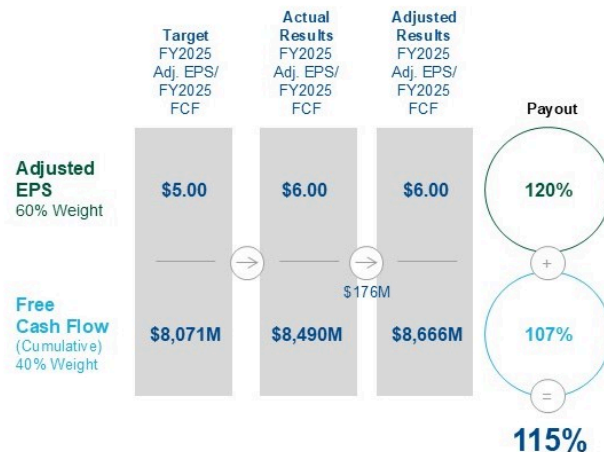 Target
FY2025
Adj. EPS/
FY2025
FCF
Actual
Results
FY2025
Adj. EPS/
FY2025
FCF
Adjusted
Results
FY2025
Adj. EPS/
FY2025
FCF
Payout
Adjusted
EPS
60% Weight
$5.00
$6.00
$6.00
120%
+
$176M
Free
Cash Flow
(Cumulative)
40% Weight
$8,071M
$8,490M
$8,666M
107%
=
115%